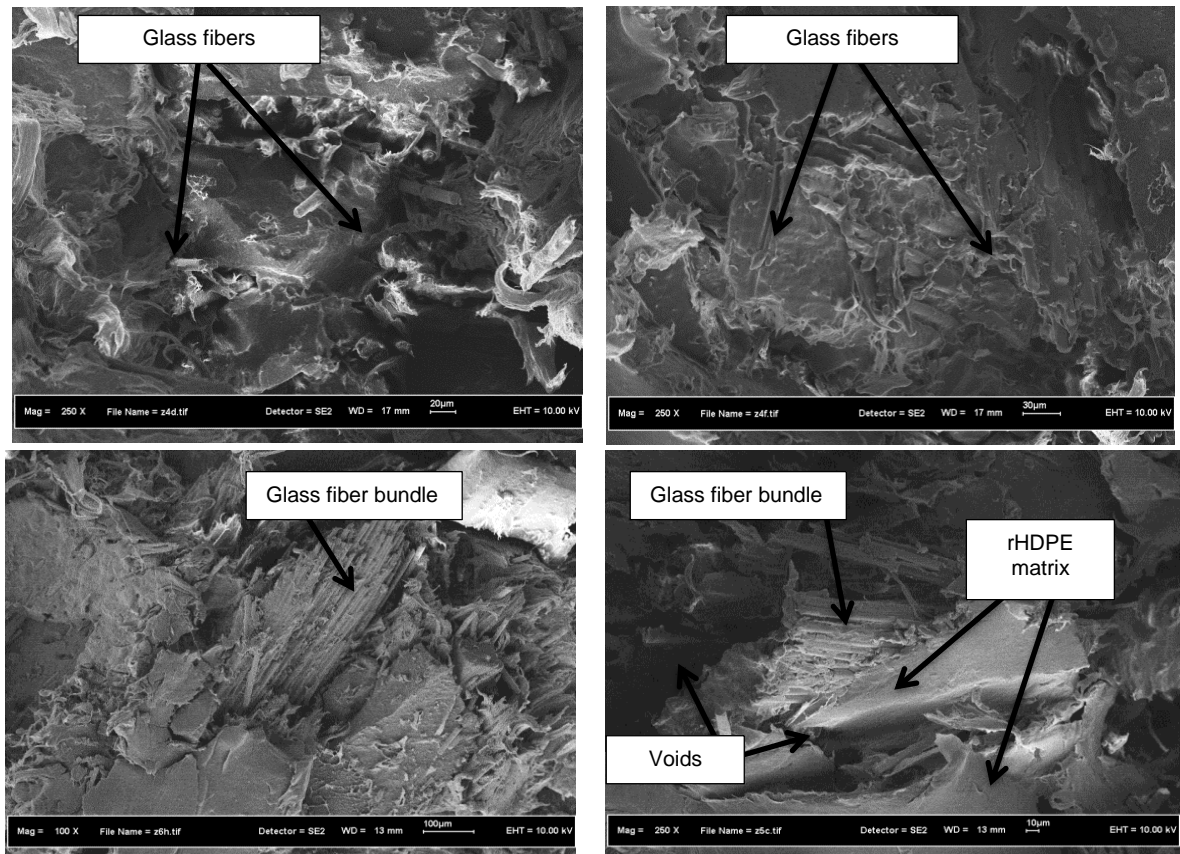 Glass fibers
Glass fibers
Mag = 250 X File Name = z4d.tif Detector = SE2 WD = 17 mm 20µm EHT = 10.00 kV
Mag = 250 X File Name = z4f.tif Detector = SE2 WD = 17 mm 30µm EHT = 10.00 kV
Glass fiber bundle
Glass fiber bundle
rHDPE
matrix
Voids
Mag = 100 X File Name = z6h.tif Detector = SE2 WD = 13 mm 100µm EHT = 10.00 kV
Mag = 250 X File Name = z5c.tif Detector = SE2 WD = 13 mm 10µm EHT = 10.00 kV